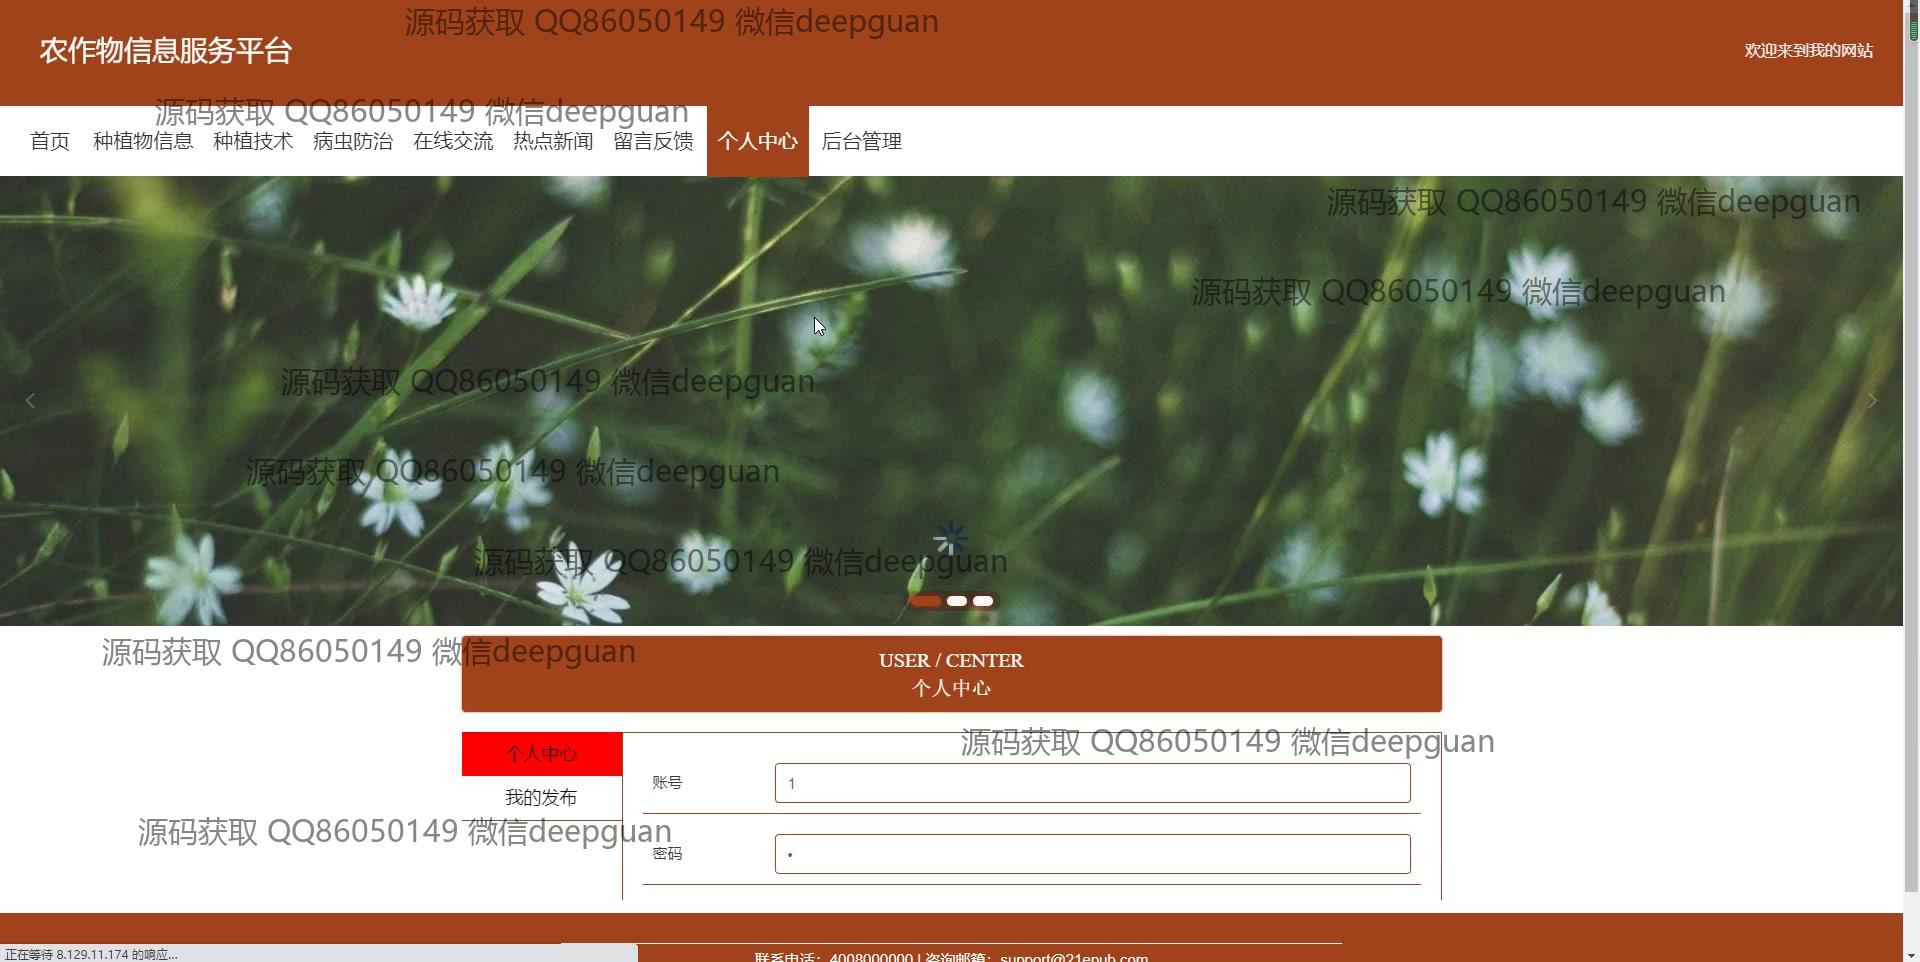 源码获取 QQ86050149 微信deepguan
农作物信息服务平台
欢迎来到我的网站
源码获取 QQ86050149 微信deepguan
首页 种植物信息 种植技术 病虫防治 在线交流 热点新闻 留言反馈 个人中心 后台管理
源码获取 QQ86050149 微信deepguan
源码获取 QQ86050149 微信deepguan
源码获取 QQ86050149 微信deepguan
源码获取 QQ86050149 微信deepguan
源码获取 QQ86050149 微信deepguan
源码获取 QQ86050149 微信deepguan
USER / CENTER
个人中心
源码获取 QQ86050149 微信deepguan
个人中心
账号 1
我的发布
源码获取 QQ86050149 微信deepguan
密码 •
正在等待 8.129.11.174 的响应...
联系电话：4008000000 | 咨询邮箱：support@21epub.com